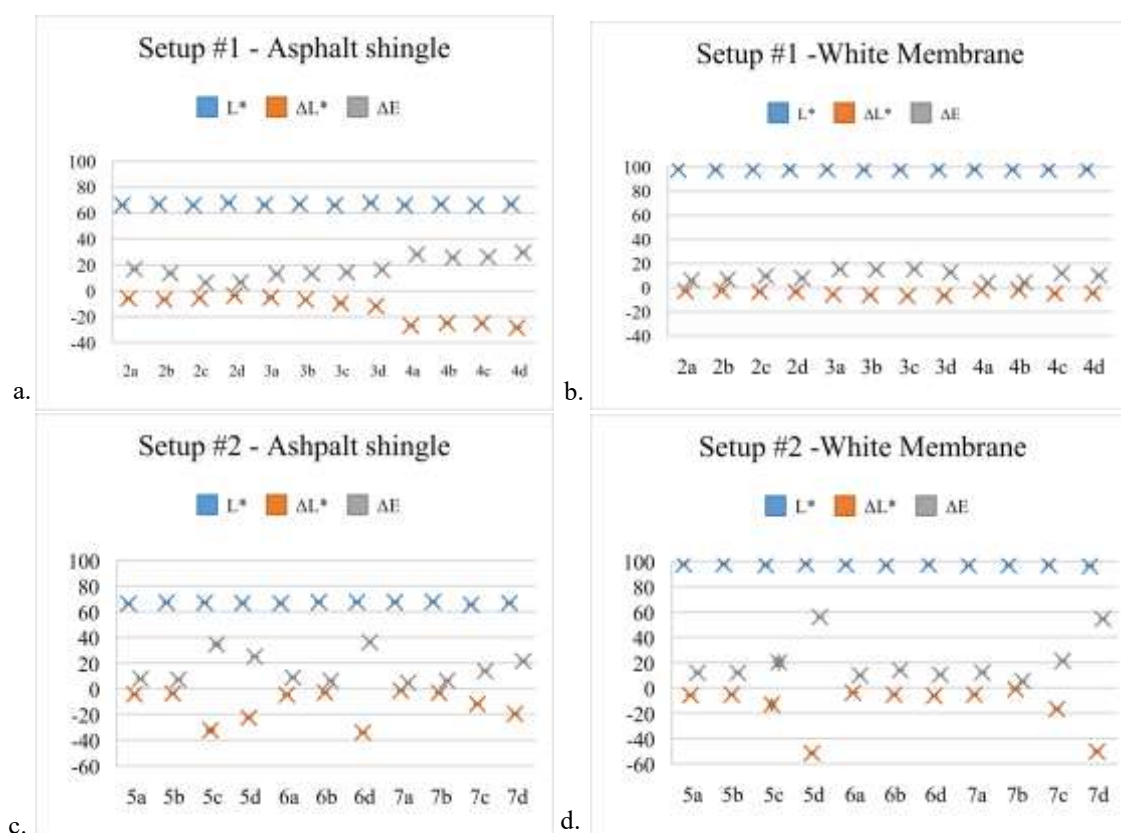 Setup #1 - Asphalt shingle
L* ΔL* ΔE
100
80
60
40
20
0
-20
-40
2a 2b 2c 2d 3a 3b 3c 3d 4a 4b 4c 4d
a.
Setup #1 -White Membrane
L* ΔL* ΔE
100
80
60
40
20
0
-20
-40
2a 2b 2c 2d 3a 3b 3c 3d 4a 4b 4c 4d
b.
Setup #2 - Ashpalt shingle
L* ΔL* ΔE
100
80
60
40
20
0
-20
-40
-60
5a 5b 5c 5d 6a 6b 6d 7a 7b 7c 7d
c.
Setup #2 -White Membrane
L* ΔL* ΔE
100
80
60
40
20
0
-20
-40
-60
5a 5b 5c 5d 6a 6b 6d 7a 7b 7c 7d
d.